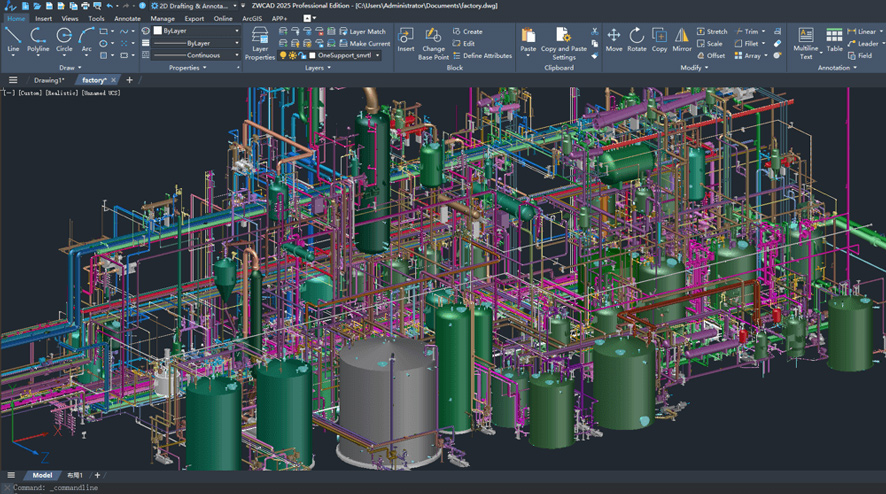 2D Drafting & Annota...
ZWCAD 2025 Professional Edition - [C:\Users\Administrator\Documents\factory.dwg]
Home Insert Views Tools Annotate Manage Export Online ArcGIS APP+
Line Polyline Circle Arc
ByLayer
ByLayer
Continuous
Layer Properties
Layer Match
Make Current
OneSupport_smrtl
Insert Change Base Point
Create
Edit
Define Attributes
Paste Copy and Paste Settings
Move Rotate Copy Mirror
Stretch Trim
Scale Fillet
Offset Array
Multiline Text Table
Linear
Leader
Field
Draw Properties Layers Block Clipboard Modify Annotation
Drawing1* factory*
[-] [Custom] [Realistic] [Unnamed UCS]
Z
Model 布局1
Command: _commandline